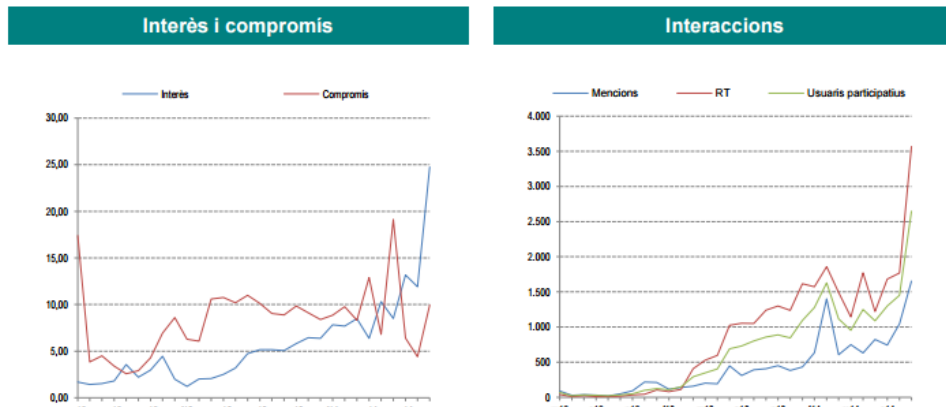 Interès i compromís
Interès
Compromís
30,00
25,00
20,00
15,00
10,00
5,00
0,00
Interaccions
Mencions
RT
Usuaris participatius
4.000
3.500
3.000
2.500
2.000
1.500
1.000
500
0